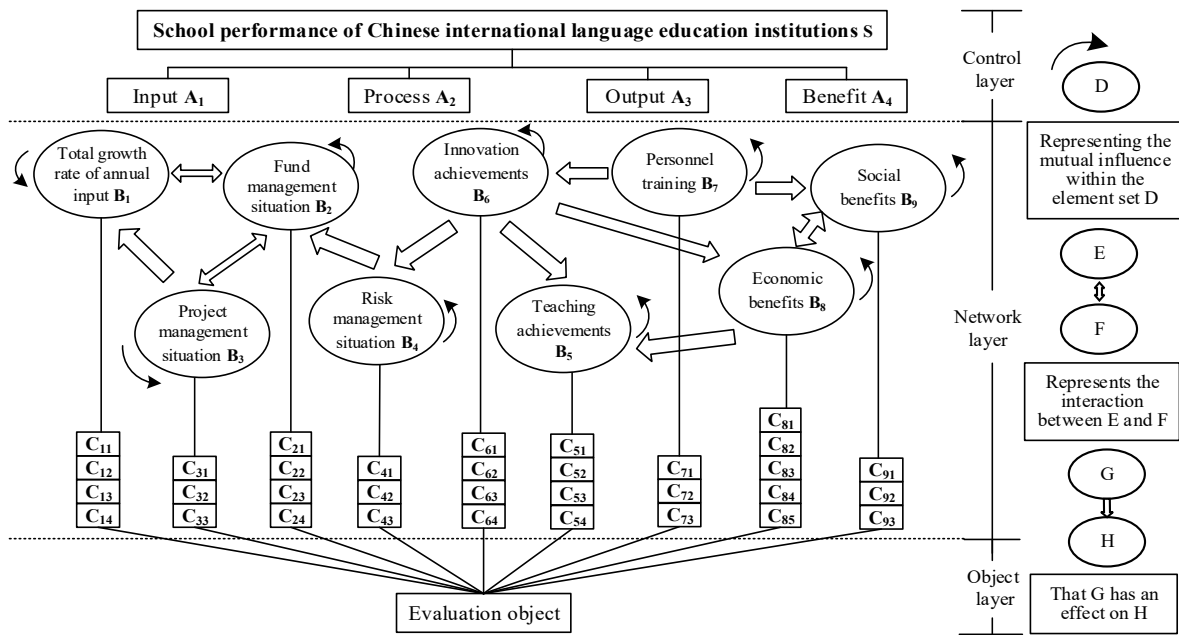 School performance of Chinese international language education institutions S
Input A₁
Process A₂
Output A₃
Benefit A₄
Total growth
rate of annual
input B₁
Fund
management
situation B₂
Innovation
achievements
B₆
Personnel
training B₇
Social
benefits B₉
Project
management
situation B₃
Risk
management
situation B₄
Teaching
achievements
B₅
Economic
benefits B₈
C₁₁
C₁₂
C₁₃
C₁₄
C₃₁
C₃₂
C₃₃
C₂₁
C₂₂
C₂₃
C₂₄
C₄₁
C₄₂
C₄₃
C₆₁
C₆₂
C₆₃
C₆₄
C₅₁
C₅₂
C₅₃
C₅₄
C₇₁
C₇₂
C₇₃
C₈₁
C₈₂
C₈₃
C₈₄
C₈₅
C₉₁
C₉₂
C₉₃
Evaluation object
Control
layer
Network
layer
Object
layer
D
Representing the
mutual influence
within the
element set D
E
F
Represents the
interaction
between E and F
G
H
That G has an
effect on H